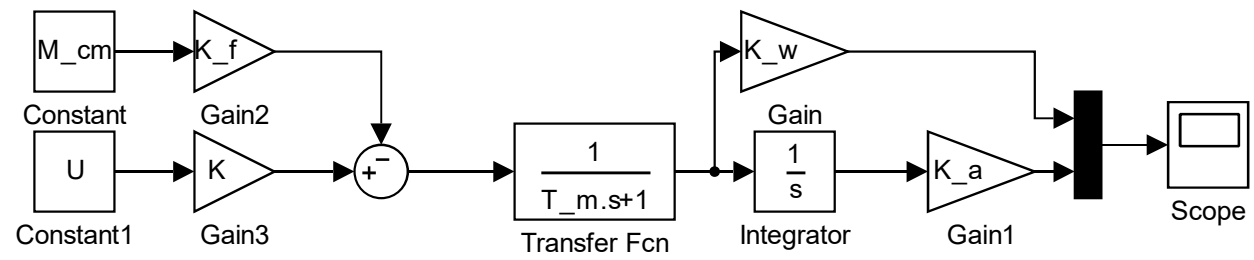 M_cm
K_f
Constant
Gain2
U
K
Constant1
Gain3
+
−
1
T_m.s+1
Transfer Fcn
K_w
Gain
1
s
Integrator
K_a
Gain1
Scope